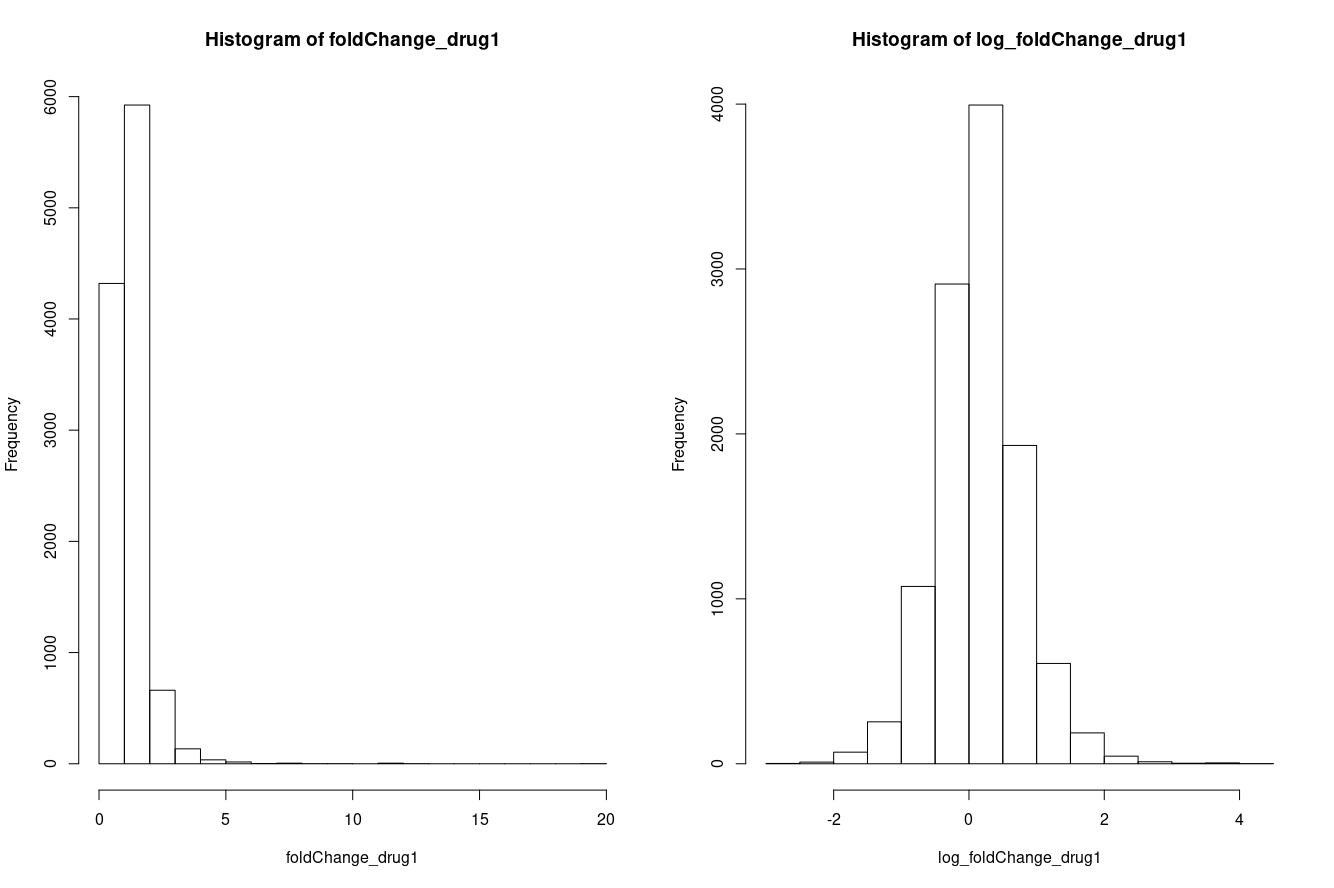 Histogram of foldChange_drug1
Frequency
6000
5000
4000
3000
2000
1000
0
0 5 10 15 20
foldChange_drug1
Histogram of log_foldChange_drug1
Frequency
4000
3000
2000
1000
0
-2 0 2 4
log_foldChange_drug1